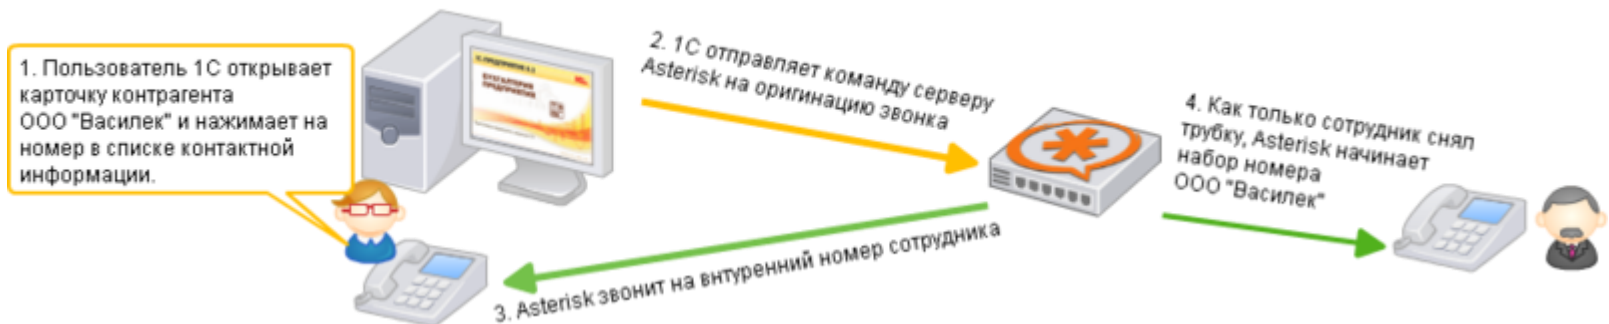 1. Пользователь 1С открывает
карточку контрагента
ООО "Василек" и нажимает на
номер в списке контактной
информации.
2. 1С отправляет команду серверу
Asterisk на оригинацию звонка
3. Asterisk звонит на внтуренний номер сотрудника
4. Как только сотрудник снял
трубку, Asterisk начинает
набор номера
ООО "Василек"